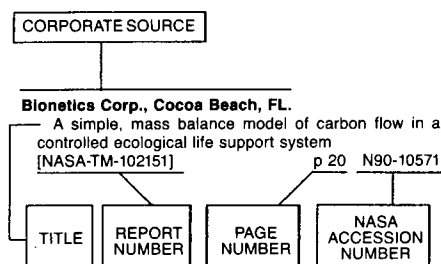 CORPORATE SOURCE
Bionetics Corp., Cocoa Beach, FL.
A simple, mass balance model of carbon flow in a
controlled ecological life support system
[NASA-TM-102151] p 20 N90-10571
TITLE
REPORT
NUMBER
PAGE
NUMBER
NASA
ACCESSION
NUMBER